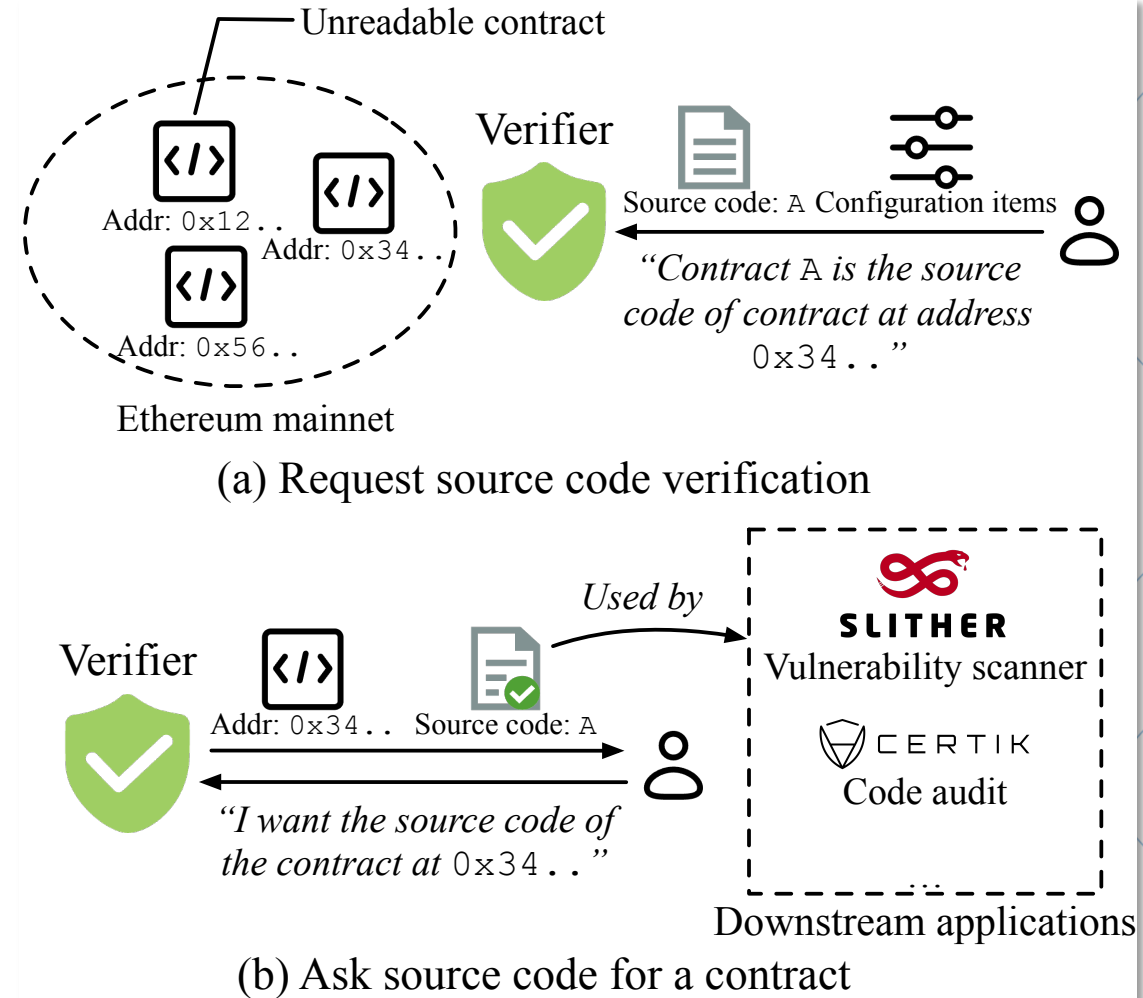 Unreadable contract
Verifier
</>
</>
Addr: 0x12..
Addr: 0x34..
</>
Addr: 0x56..
Ethereum mainnet
Source code: A Configuration items
“Contract A is the source
code of contract at address
0x34..”
(a) Request source code verification
Verifier
</>
Addr: 0x34.. Source code: A
“I want the source code of
the contract at 0x34..”
Used by
SLITHER
Vulnerability scanner
CERTIK
Code audit
...
Downstream applications
(b) Ask source code for a contract